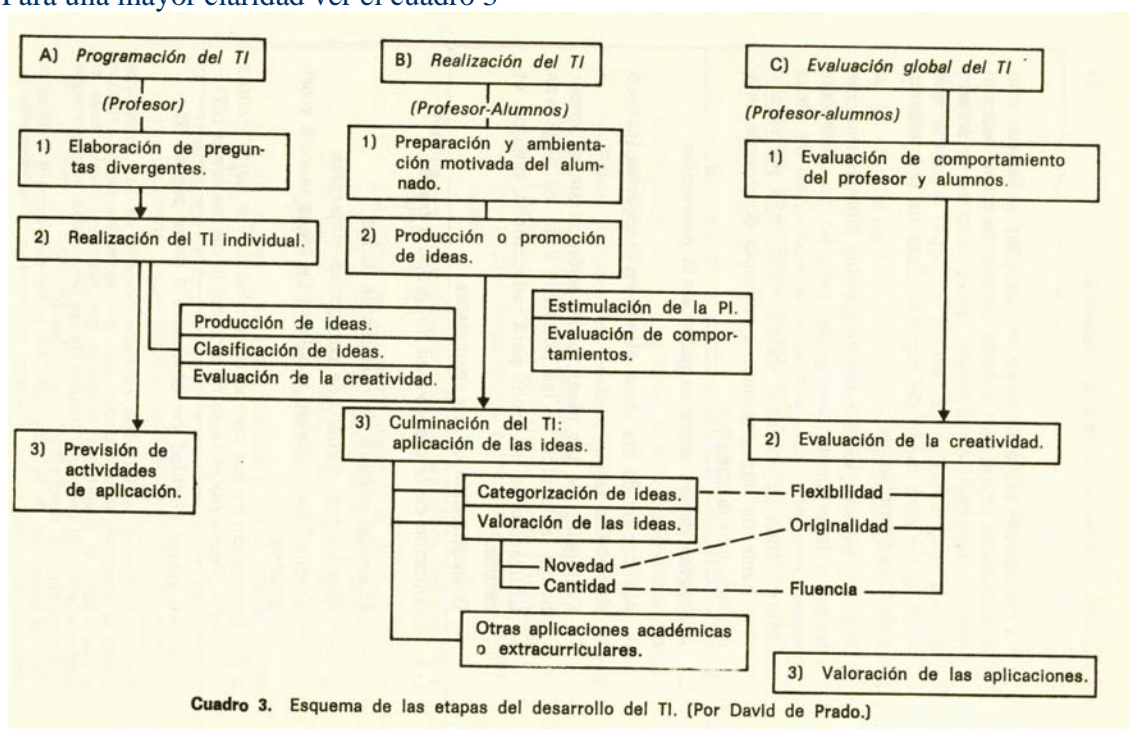 Para una mayor claridad ver el cuadro 3
A) Programación del TI
(Profesor)
1) Elaboración de pregun-
tas divergentes.
2) Realización del TI individual.
Producción de ideas.
Clasificación de ideas.
Evaluación de la creatividad.
3) Previsión de
actividades
de aplicación.
B) Realización del TI
(Profesor-Alumnos)
1) Preparación y ambienta-
ción motivada del alum-
nado.
2) Producción o promoción
de ideas.
Estimulación de la PI.
Evaluación de compor-
tamientos.
3) Culminación del TI:
aplicación de las ideas.
Categorización de ideas.
Valoración de las ideas.
Novedad
Cantidad
Otras aplicaciones académicas
o extracurriculares.
C) Evaluación global del TI
(Profesor-alumnos)
1) Evaluación de comportamiento
del profesor y alumnos.
2) Evaluación de la creatividad.
Flexibilidad
Originalidad
Fluencia
3) Valoración de las aplicaciones.
Cuadro 3. Esquema de las etapas del desarrollo del TI. (Por David de Prado.)